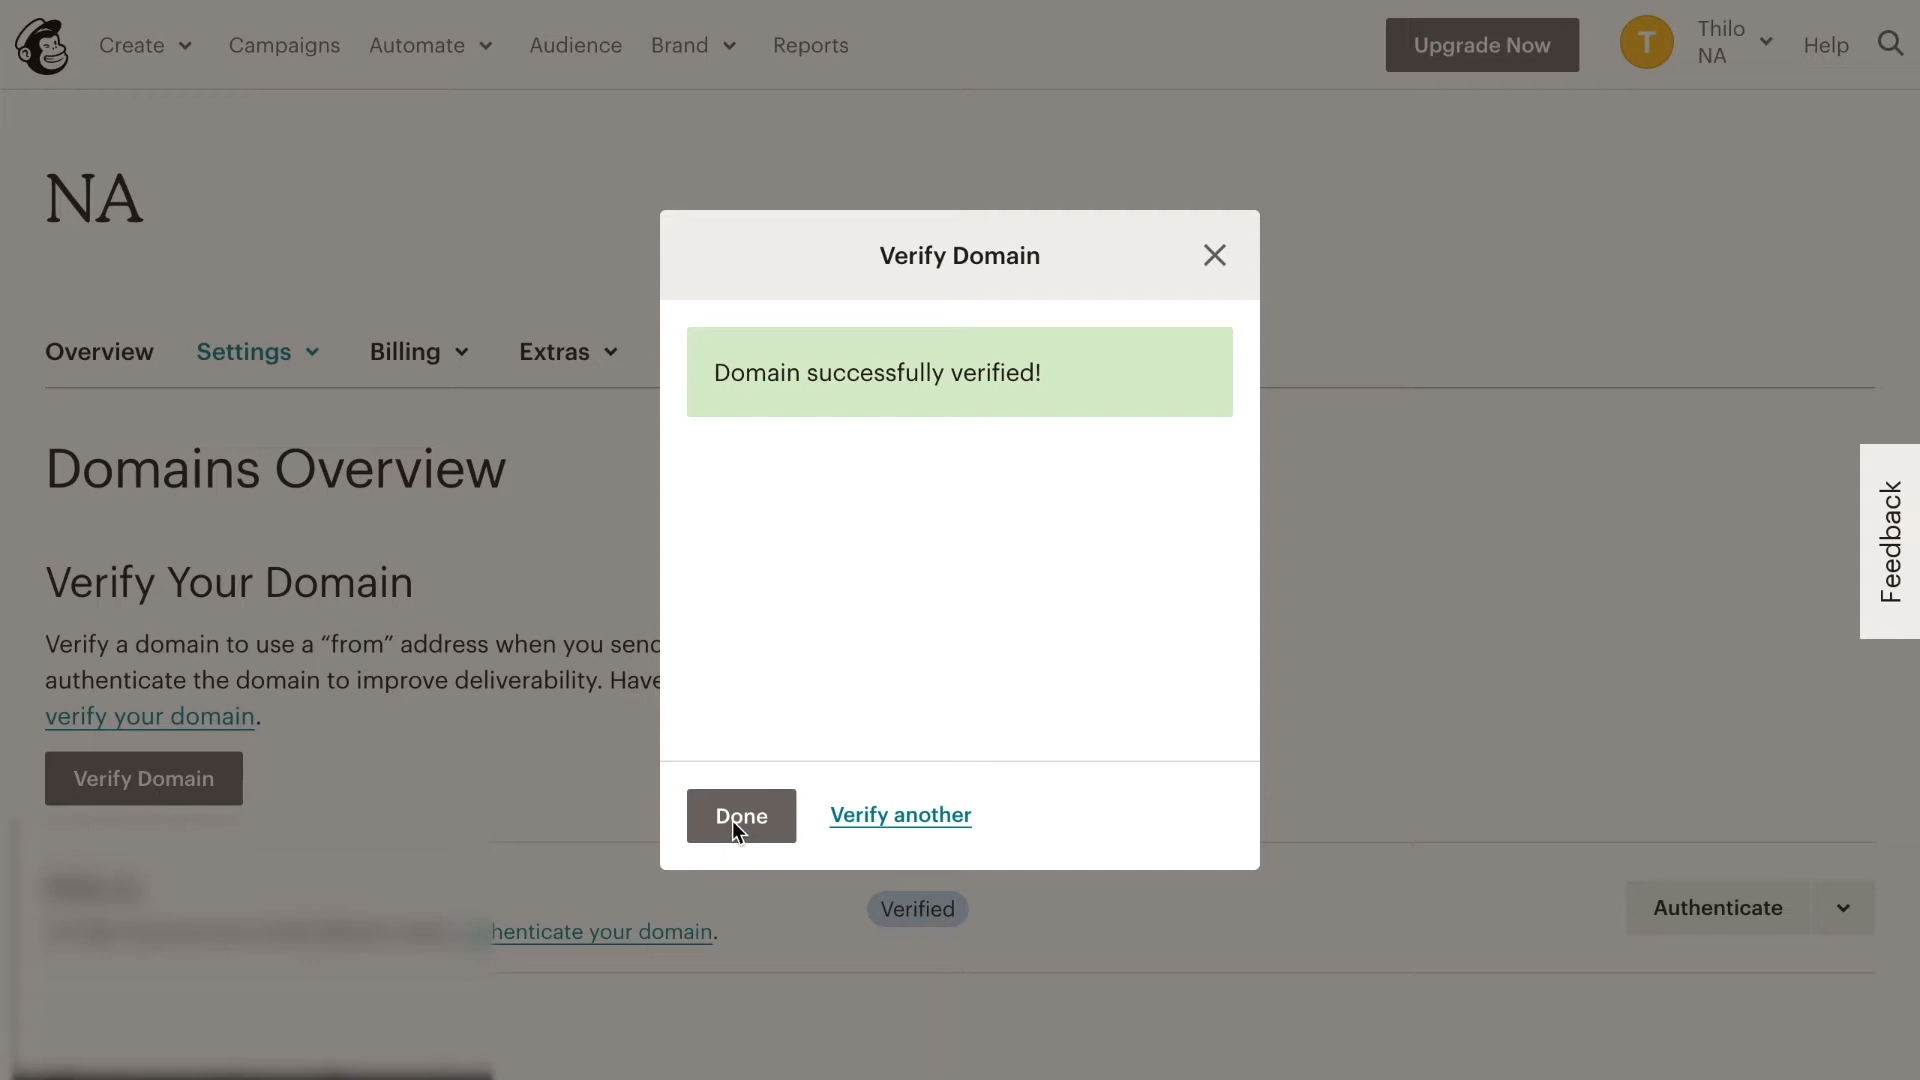 Create
Campaigns
Automate
Audience
Brand
Reports
Upgrade Now
T
Thilo
NA
Help
NA
Overview
Settings
Billing
Extras
Domains Overview
Verify Your Domain
Verify a domain to use a “from” address when you send
authenticate the domain to improve deliverability. Have
verify your domain.
Verify Domain
henticate your domain.
Verified
Authenticate
Verify Domain
Domain successfully verified!
Done
Verify another
Feedback